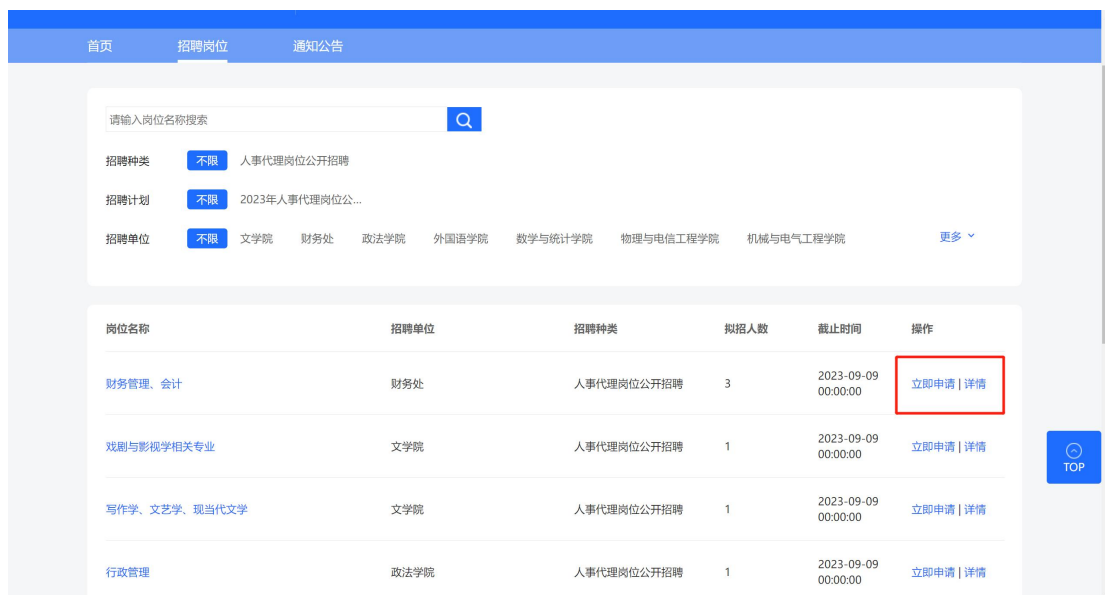 首页 招聘岗位 通知公告
请输入岗位名称搜索
招聘种类 不限 人事代理岗位公开招聘
招聘计划 不限 2023年人事代理岗位公...
招聘单位 不限 文学院 财务处 政法学院 外国语学院 数学与统计学院 物理与电信工程学院 机械与电气工程学院 更多
岗位名称 招聘单位 招聘种类 拟招人数 截止时间 操作
财务管理、会计 财务处 人事代理岗位公开招聘 3 2023-09-09 00:00:00 立即申请 | 详情
戏剧与影视学相关专业 文学院 人事代理岗位公开招聘 1 2023-09-09 00:00:00 立即申请 | 详情
TOP
写作学、文艺学、现当代文学 文学院 人事代理岗位公开招聘 1 2023-09-09 00:00:00 立即申请 | 详情
行政管理 政法学院 人事代理岗位公开招聘 1 2023-09-09 00:00:00 立即申请 | 详情